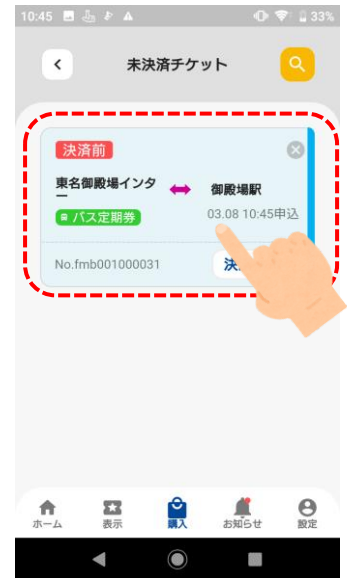 10:45 33%
未決済チケット
決済前
東名御殿場インター
御殿場駅
バス定期券
03.08 10:45申込
No.fmb001000031
決
ホーム 表示 購入 お知らせ 設定